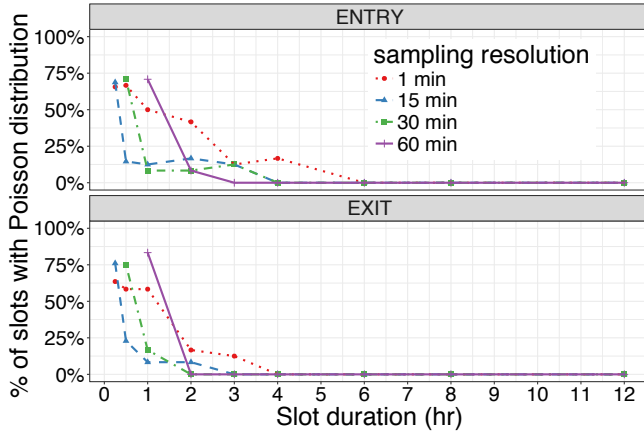 ENTRY
% of slots with Poisson distribution
100%
75%
50%
25%
0%
sampling resolution
1 min
15 min
30 min
60 min
EXIT
100%
75%
50%
25%
0%
0 1 2 3 4 5 6 7 8 9 10 11 12
Slot duration (hr)